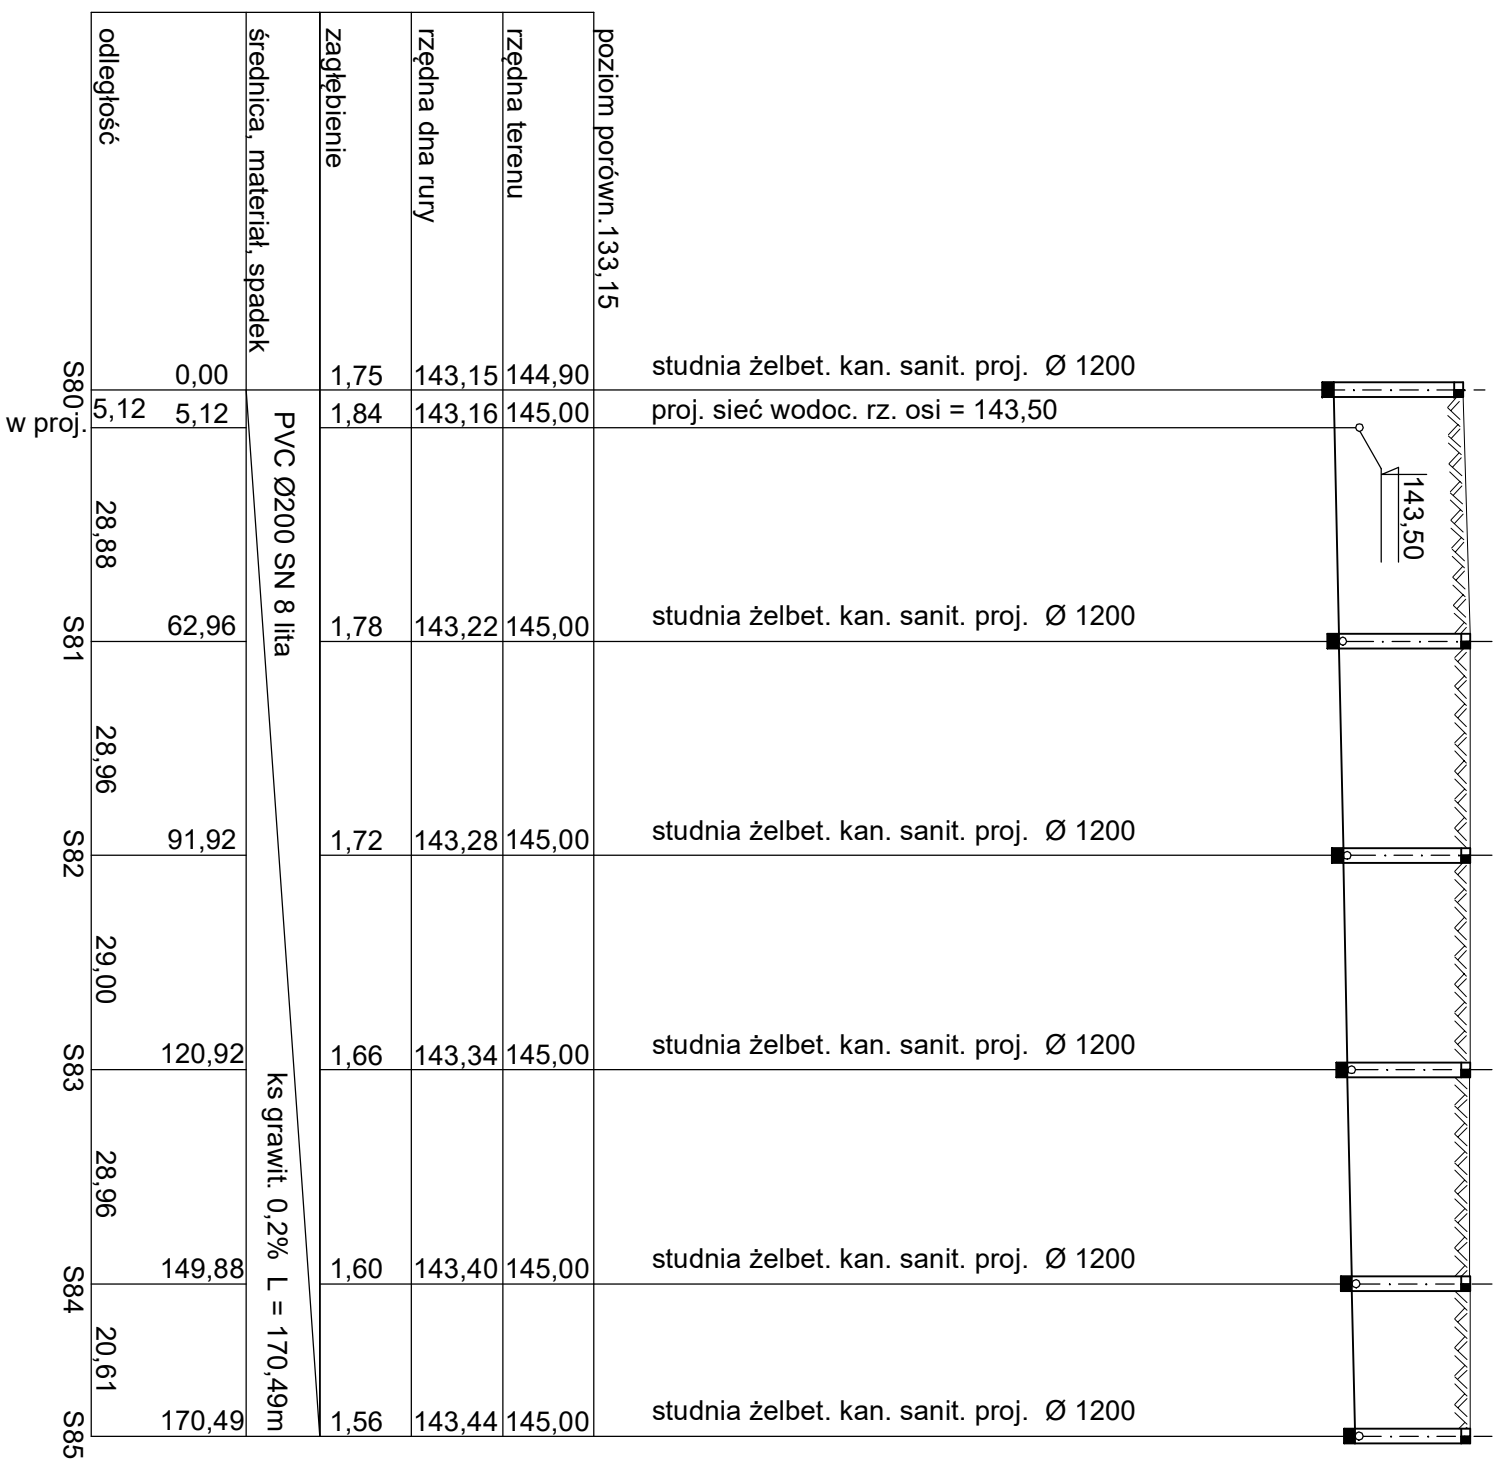 poziom porówn.133,15
rzędna terenu
rzędna dna rury
zagłębienie
średnica, materiał, spadek
odległość
S80
0,00
1,75
143,15
144,90
studnia żelbet. kan. sanit. proj. Ø 1200
w proj.
5,12
5,12
1,84
143,16
145,00
proj. sieć wodoc. rz. osi = 143,50
143,50
PVC Ø200 SN 8 lita
28,88
S81
62,96
1,78
143,22
145,00
studnia żelbet. kan. sanit. proj. Ø 1200
28,96
S82
91,92
1,72
143,28
145,00
studnia żelbet. kan. sanit. proj. Ø 1200
29,00
S83
120,92
1,66
143,34
145,00
studnia żelbet. kan. sanit. proj. Ø 1200
ks grawit. 0,2% L = 170,49m
28,96
S84
149,88
1,60
143,40
145,00
studnia żelbet. kan. sanit. proj. Ø 1200
20,61
S85
170,49
1,56
143,44
145,00
studnia żelbet. kan. sanit. proj. Ø 1200